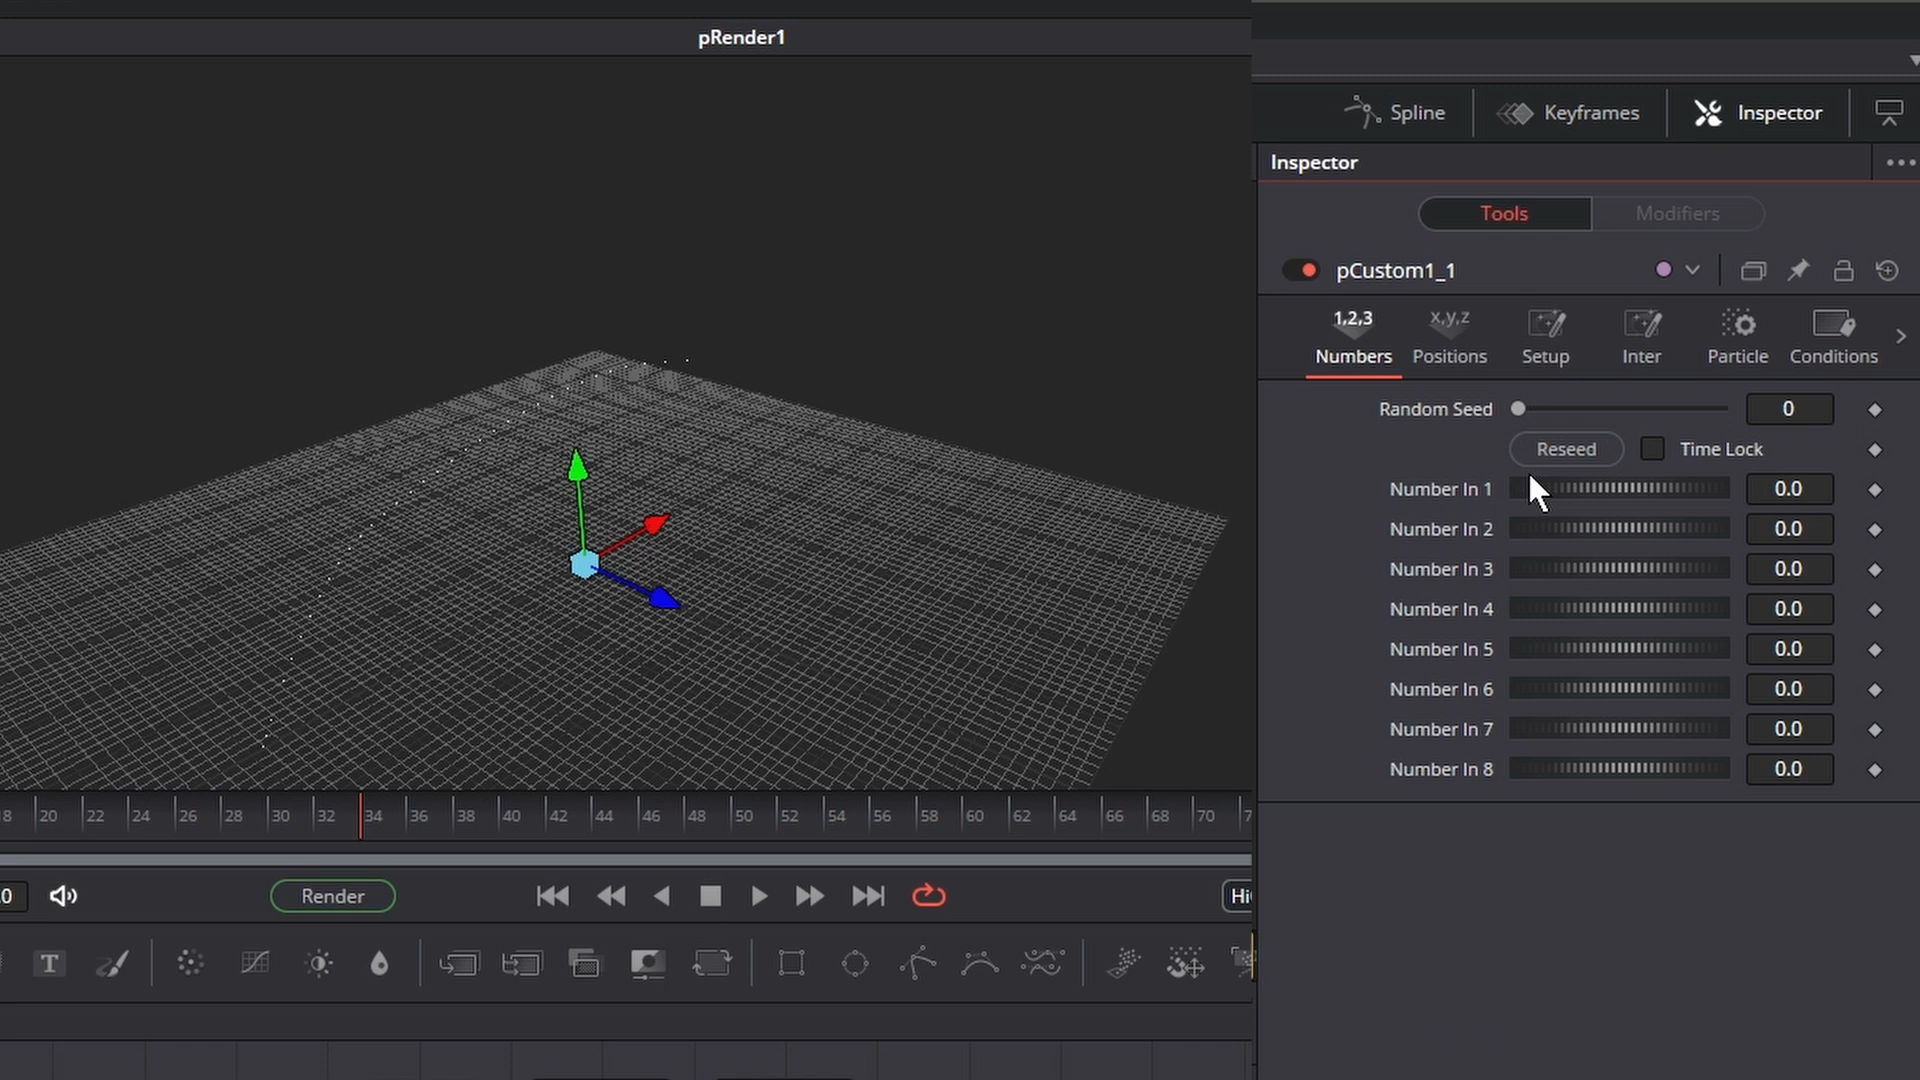 pRender1
Spline
Keyframes
Inspector
Inspector
Tools
Modifiers
pCustom1_1
1,2,3
x,y,z
Numbers
Positions
Setup
Inter
Particle
Conditions
Random Seed
0
Reseed
Time Lock
Number In 1
0.0
Number In 2
0.0
Number In 3
0.0
Number In 4
0.0
Number In 5
0.0
Number In 6
0.0
Number In 7
0.0
Number In 8
0.0
8 20 22 24 26 28 30 32 34 36 38 40 42 44 46 48 50 52 54 56 58 60 62 64 66 68 70 7
.0
Render
Hi
T